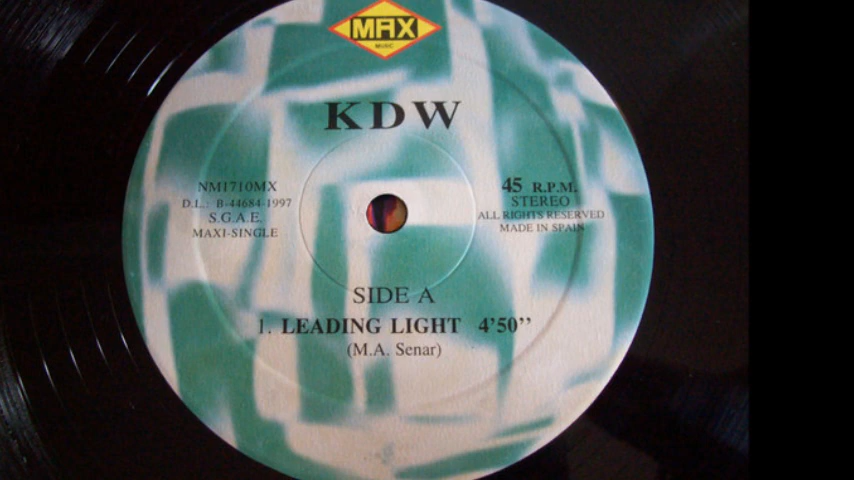 MAX
MUSIC
KDW
NM1710MX
D.L.: B-44684-1997
S.G.A.E.
MAXI-SINGLE
45 R.P.M.
STEREO
ALL RIGHTS RESERVED
MADE IN SPAIN
SIDE A
1. LEADING LIGHT 4'50''
(M.A. Senar)